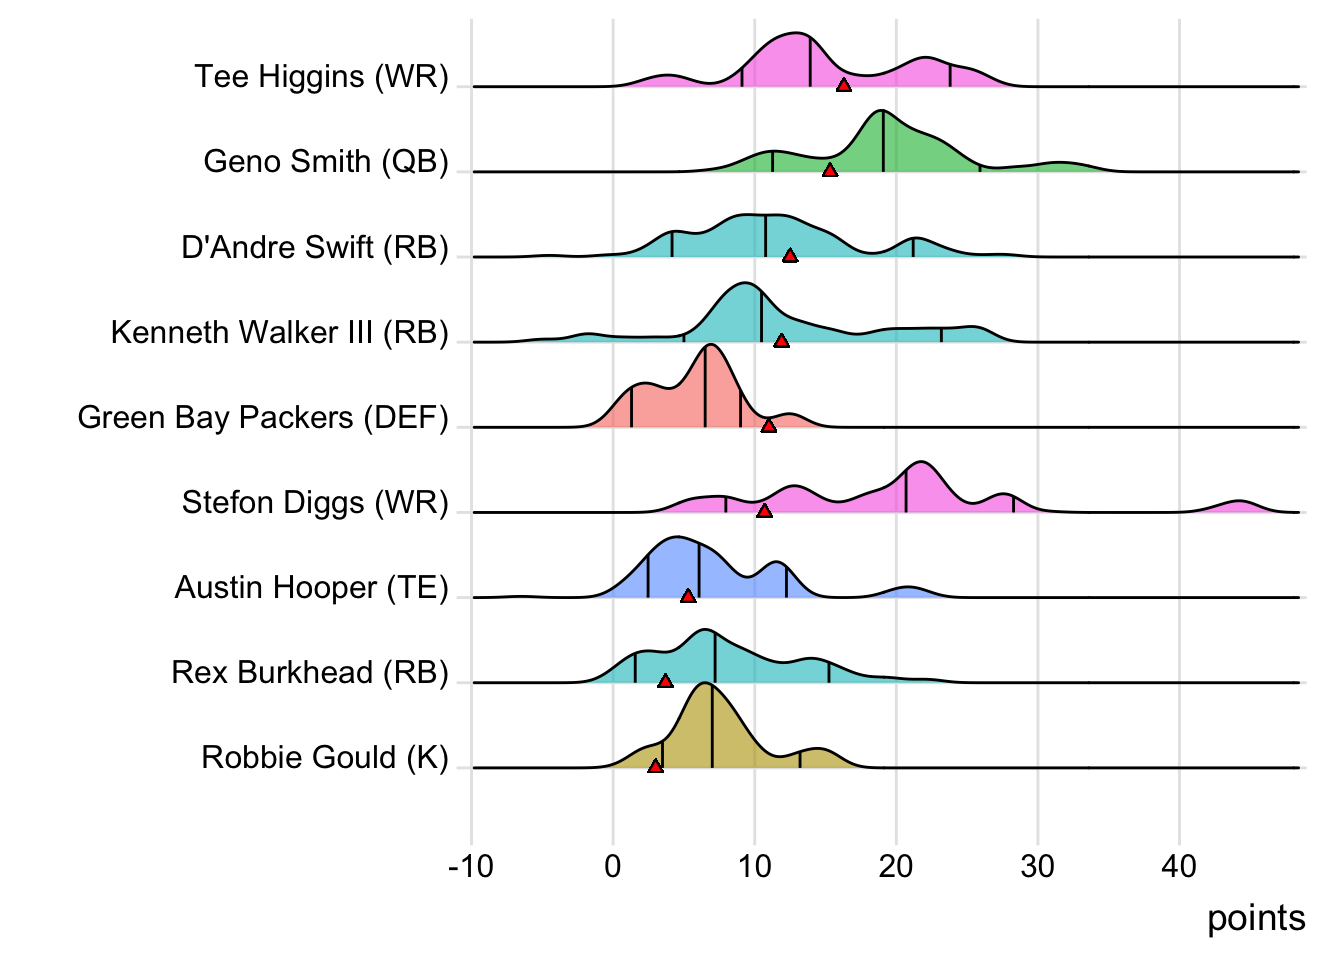 Tee Higgins (WR)
Geno Smith (QB)
D'Andre Swift (RB)
Kenneth Walker III (RB)
Green Bay Packers (DEF)
Stefon Diggs (WR)
Austin Hooper (TE)
Rex Burkhead (RB)
Robbie Gould (K)
-10 0 10 20 30 40
points